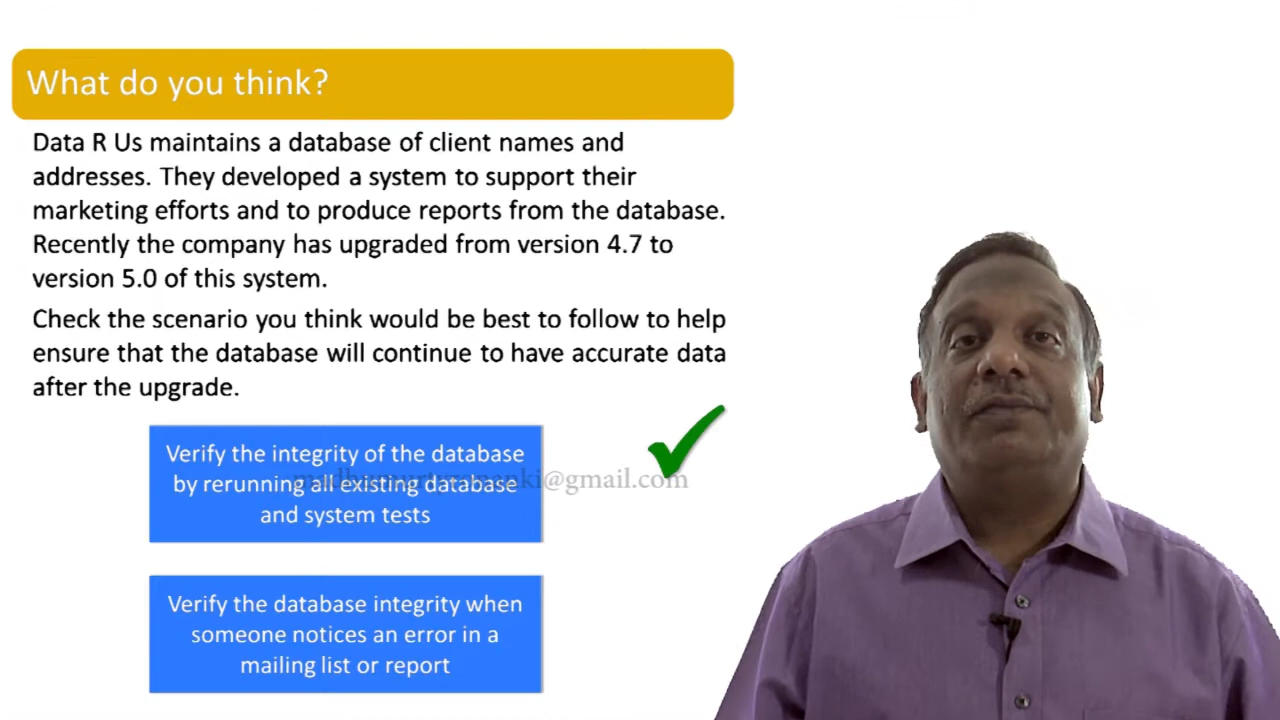 What do you think?
Data R Us maintains a database of client names and
addresses. They developed a system to support their
marketing efforts and to produce reports from the database.
Recently the company has upgraded from version 4.7 to
version 5.0 of this system.
Check the scenario you think would be best to follow to help
ensure that the database will continue to have accurate data
after the upgrade.
Verify the integrity of the database
by rerunning all existing database
and system tests
Verify the database integrity when
someone notices an error in a
mailing list or report